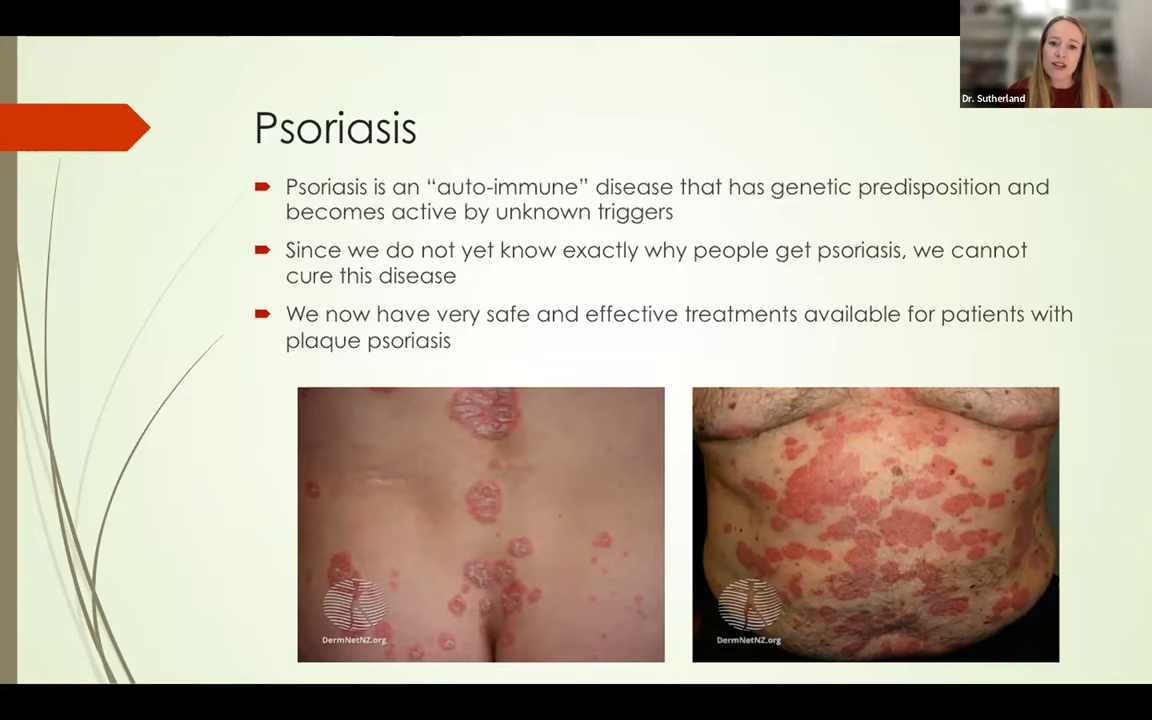 Dr. Sutherland
Psoriasis
Psoriasis is an “auto-immune” disease that has genetic predisposition and
becomes active by unknown triggers
Since we do not yet know exactly why people get psoriasis, we cannot
cure this disease
We now have very safe and effective treatments available for patients with
plaque psoriasis
DermNetNZ.org
DermNetNZ.org